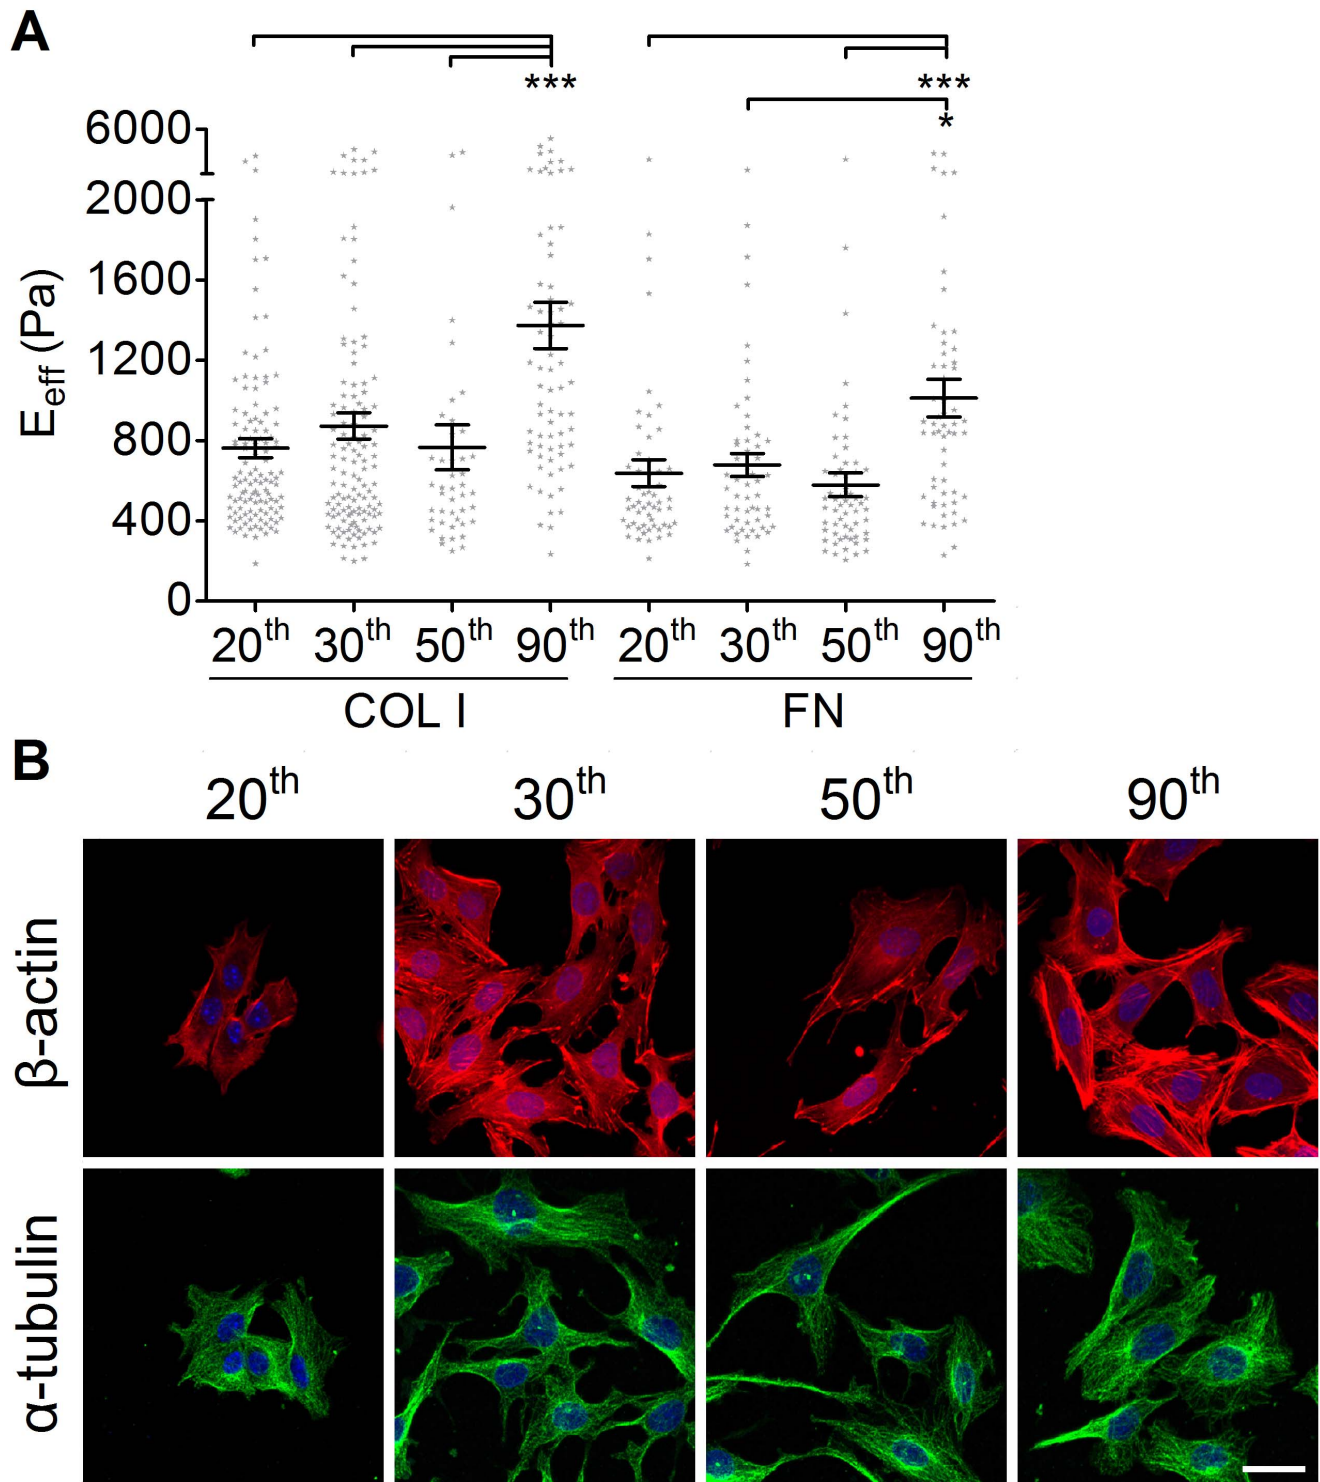 A
***
***
*
6000
2000
1600
1200
800
400
0
E_eff (Pa)
20th 30th 50th 90th 20th 30th 50th 90th
COL I FN
B
20th 30th 50th 90th
β-actin
α-tubulin